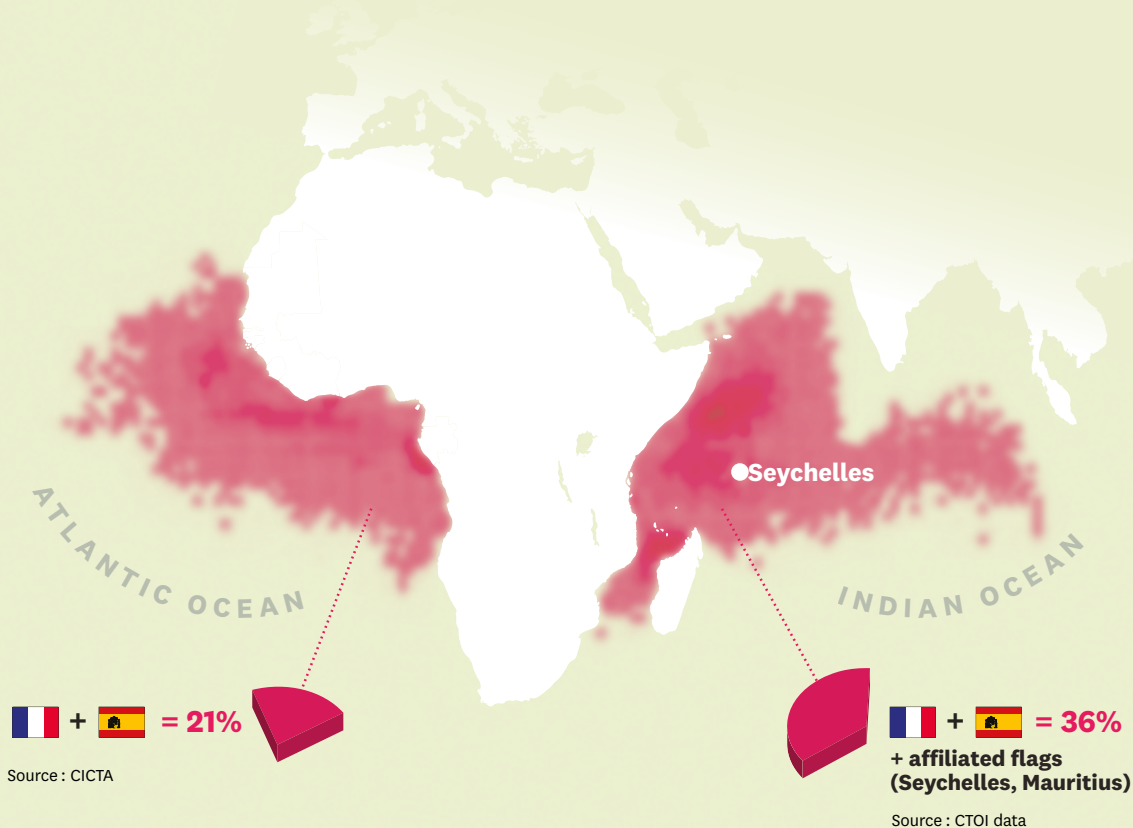 Seychelles
ATLANTIC OCEAN
INDIAN OCEAN
+ = 21%
Source : CICTA
+ = 36%
+ affiliated flags
(Seychelles, Mauritius)
Source : CTOI data